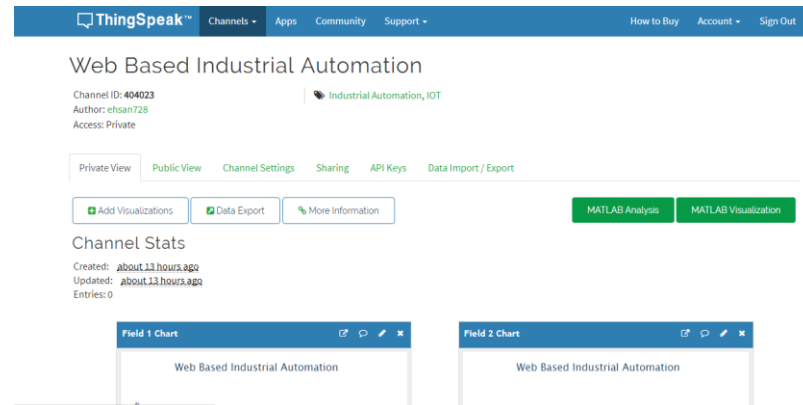 ThingSpeak™ Channels Apps Community Support How to Buy Account Sign Out
Web Based Industrial Automation
Channel ID: 404023
Industrial Automation, IOT
Author: ehsan728
Access: Private
Private View Public View Channel Settings Sharing API Keys Data Import / Export
Add Visualizations Data Export More Information MATLAB Analysis MATLAB Visualization
Channel Stats
Created: about 13 hours ago
Updated: about 13 hours ago
Entries: 0
Field 1 Chart Field 2 Chart
Web Based Industrial Automation Web Based Industrial Automation